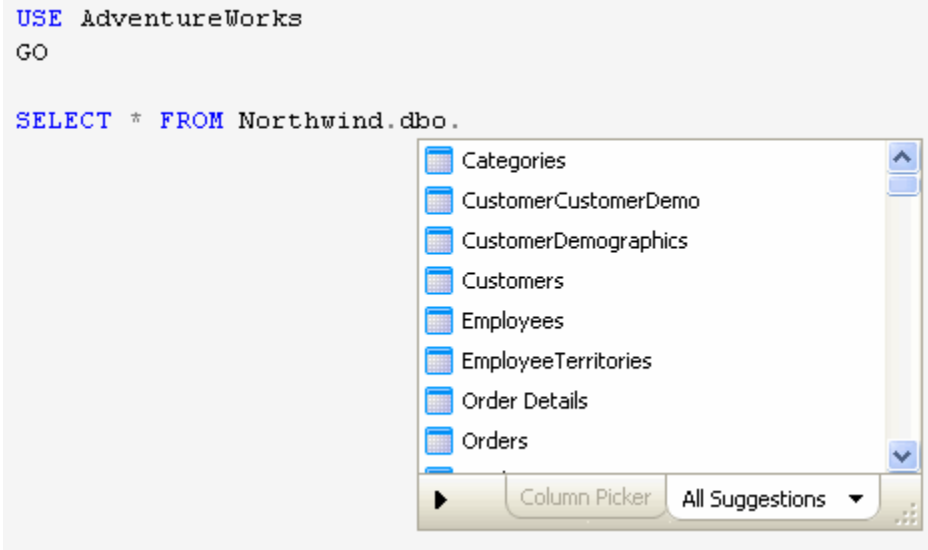 USE AdventureWorks
GO
SELECT * FROM Northwind.dbo.
Categories
CustomerCustomerDemo
CustomerDemographics
Customers
Employees
EmployeeTerritories
Order Details
Orders
Column Picker All Suggestions